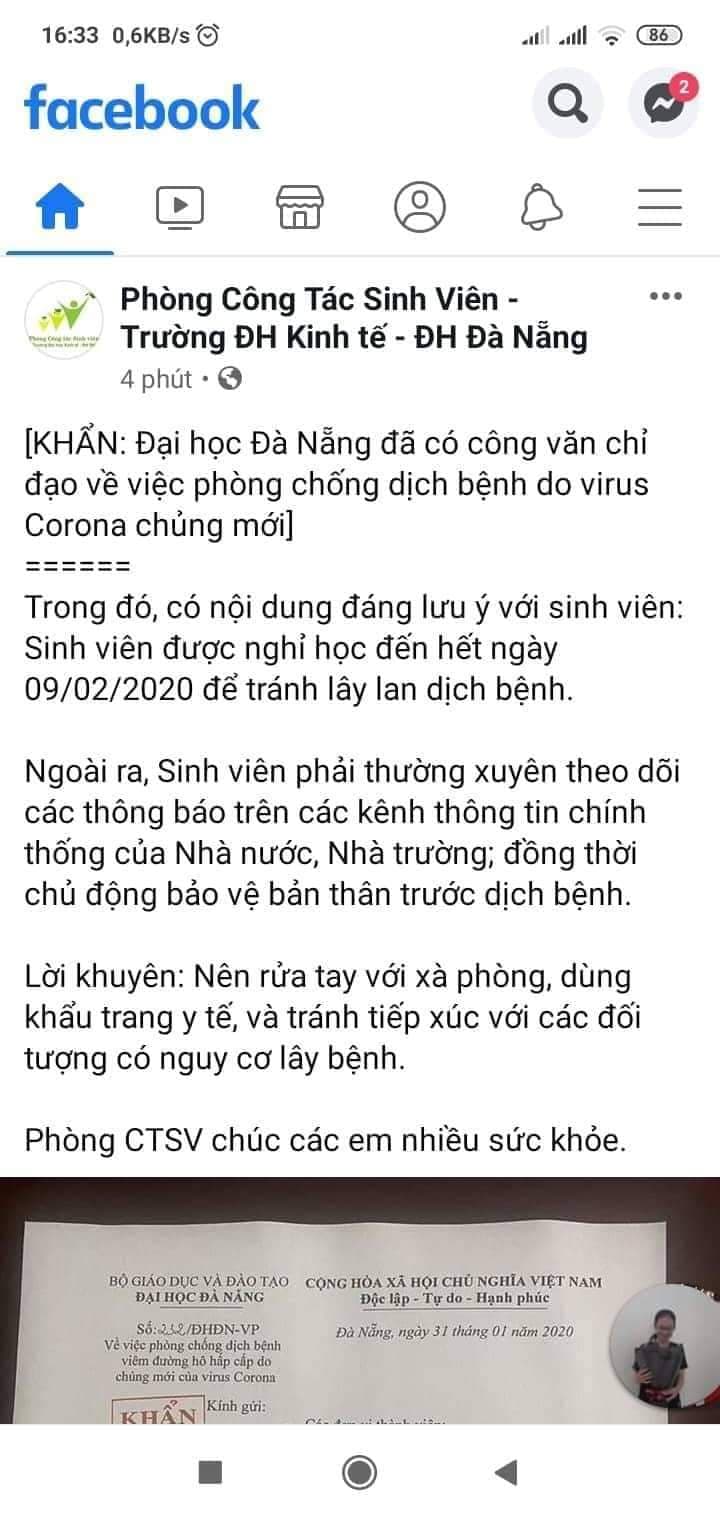 16:33 0,6KB/s
86
facebook
2
Phòng Công Tác Sinh Viên -
Trường ĐH Kinh tế - ĐH Đà Nẵng
4 phút •
[KHẨN: Đại học Đà Nẵng đã có công văn chỉ
đạo về việc phòng chống dịch bệnh do virus
Corona chủng mới]
======
Trong đó, có nội dung đáng lưu ý với sinh viên:
Sinh viên được nghỉ học đến hết ngày
09/02/2020 để tránh lây lan dịch bệnh.
Ngoài ra, Sinh viên phải thường xuyên theo dõi
các thông báo trên các kênh thông tin chính
thống của Nhà nước, Nhà trường; đồng thời
chủ động bảo vệ bản thân trước dịch bệnh.
Lời khuyên: Nên rửa tay với xà phòng, dùng
khẩu trang y tế, và tránh tiếp xúc với các đối
tượng có nguy cơ lây bệnh.
Phòng CTSV chúc các em nhiều sức khỏe.
BỘ GIÁO DỤC VÀ ĐÀO TẠO
ĐẠI HỌC ĐÀ NẴNG
CỘNG HÒA XÃ HỘI CHỦ NGHĨA VIỆT NAM
Độc lập - Tự do - Hạnh phúc
Số: 232/ĐHĐN-VP
Về việc phòng chống dịch bệnh
viêm đường hô hấp cấp do
chủng mới của virus Corona
Đà Nẵng, ngày 31 tháng 01 năm 2020
KHẨN
Kính gửi: